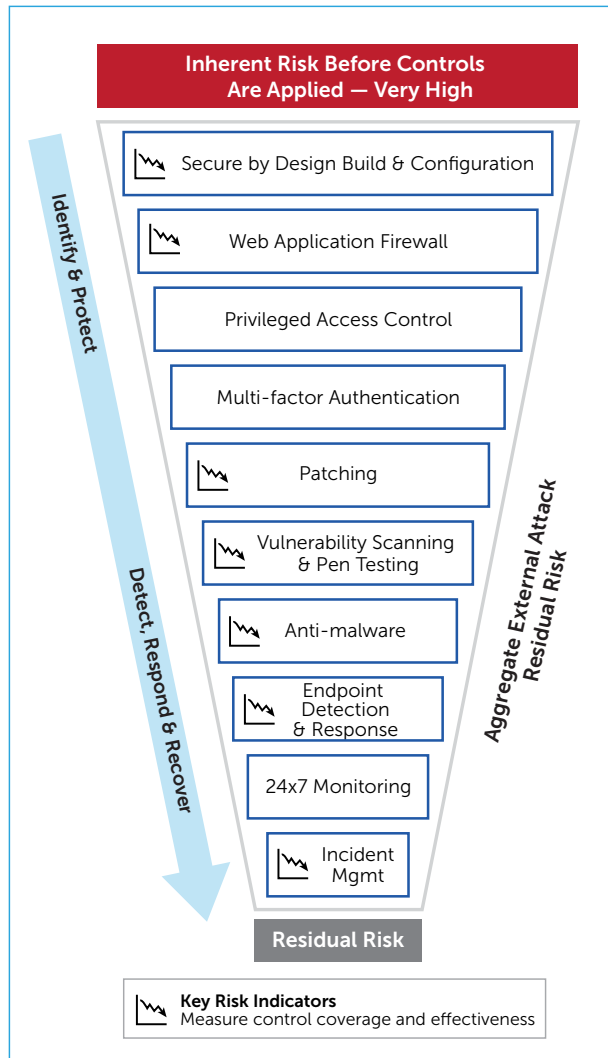 Inherent Risk Before Controls
Are Applied — Very High
Identify & Protect
Detect, Respond & Recover
Secure by Design Build & Configuration
Web Application Firewall
Privileged Access Control
Multi-factor Authentication
Patching
Vulnerability Scanning
& Pen Testing
Anti-malware
Endpoint
Detection
& Response
24x7 Monitoring
Incident
Mgmt
Aggregate External Attack
Residual Risk
Residual Risk
Key Risk Indicators
Measure control coverage and effectiveness